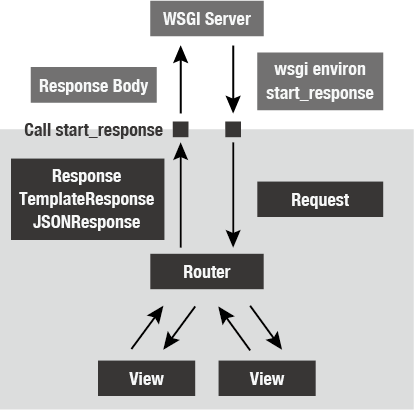 WSGI Server
Response Body
wsgi environ
start_response
Call start_response
Response
TemplateResponse
JSONResponse
Request
Router
View
View